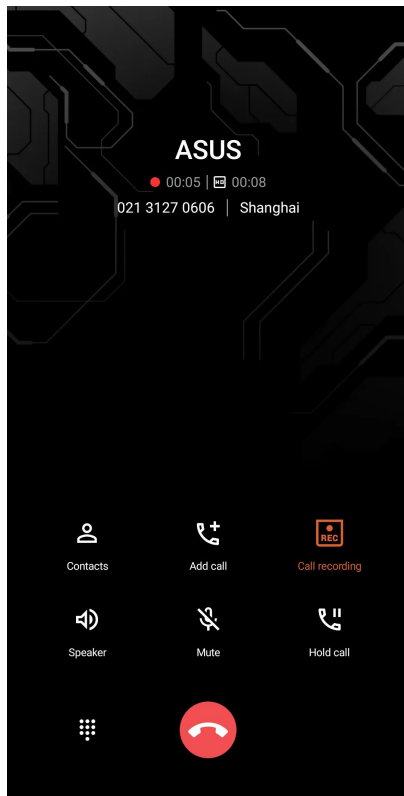 ASUS
00:05 | HD 00:08
021 3127 0606 | Shanghai
Contacts Add call REC Call recording
Speaker Mute Hold call